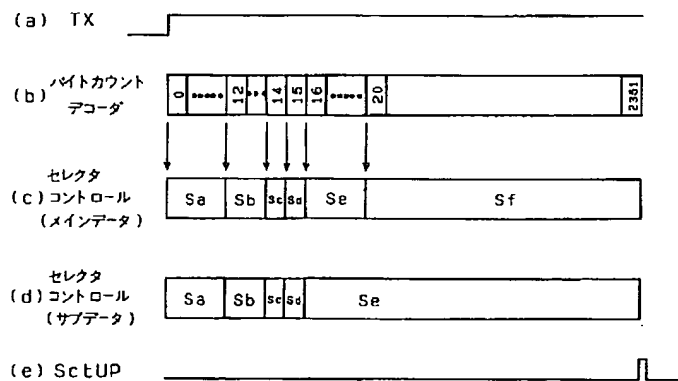 (a) TX
(b) バイトカウント
デコーダ
0 ・・・・・ 12 ・・・ 14 15 16 ・・・・・ 20 2351
セレクタ
(c) コントロール
(メインデータ)
Sa Sb Sc Sd Se Sf
セレクタ
(d) コントロール
(サブデータ)
Sa Sb Sc Sd Se
(e) SctUP